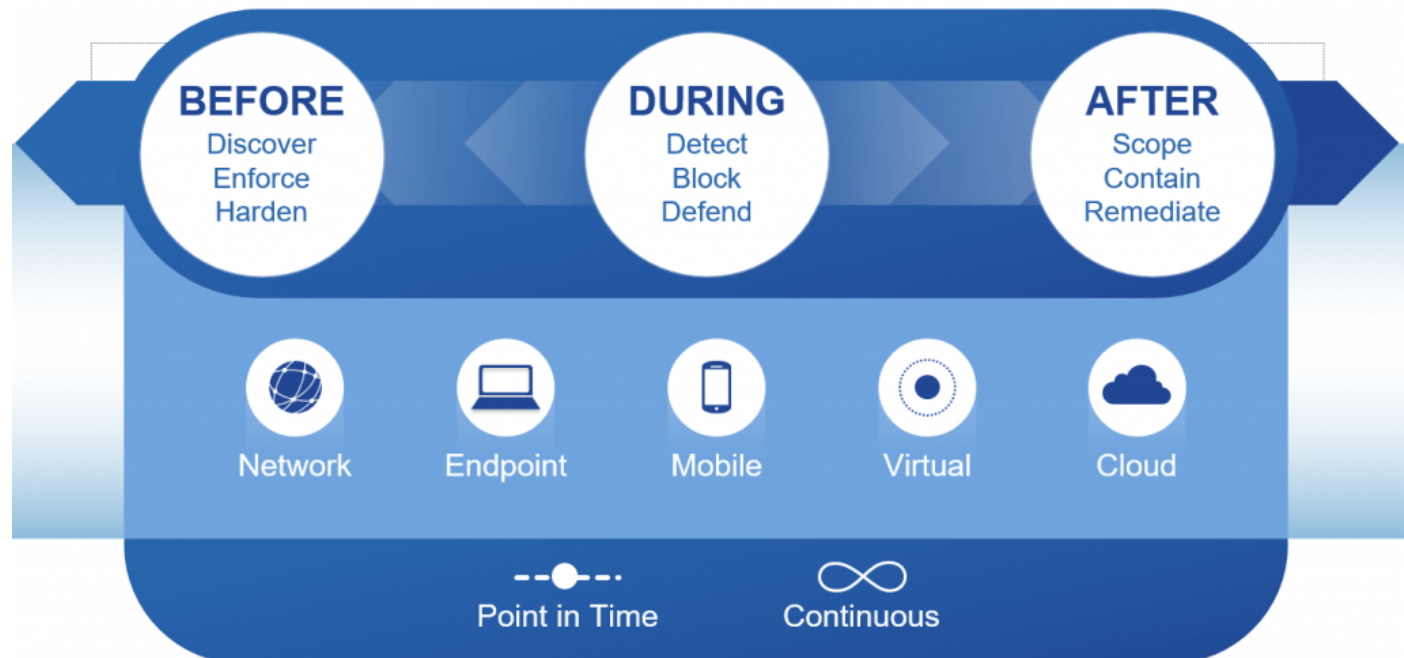 BEFORE
Discover
Enforce
Harden
DURING
Detect
Block
Defend
AFTER
Scope
Contain
Remediate
Network
Endpoint
Mobile
Virtual
Cloud
Point in Time
Continuous